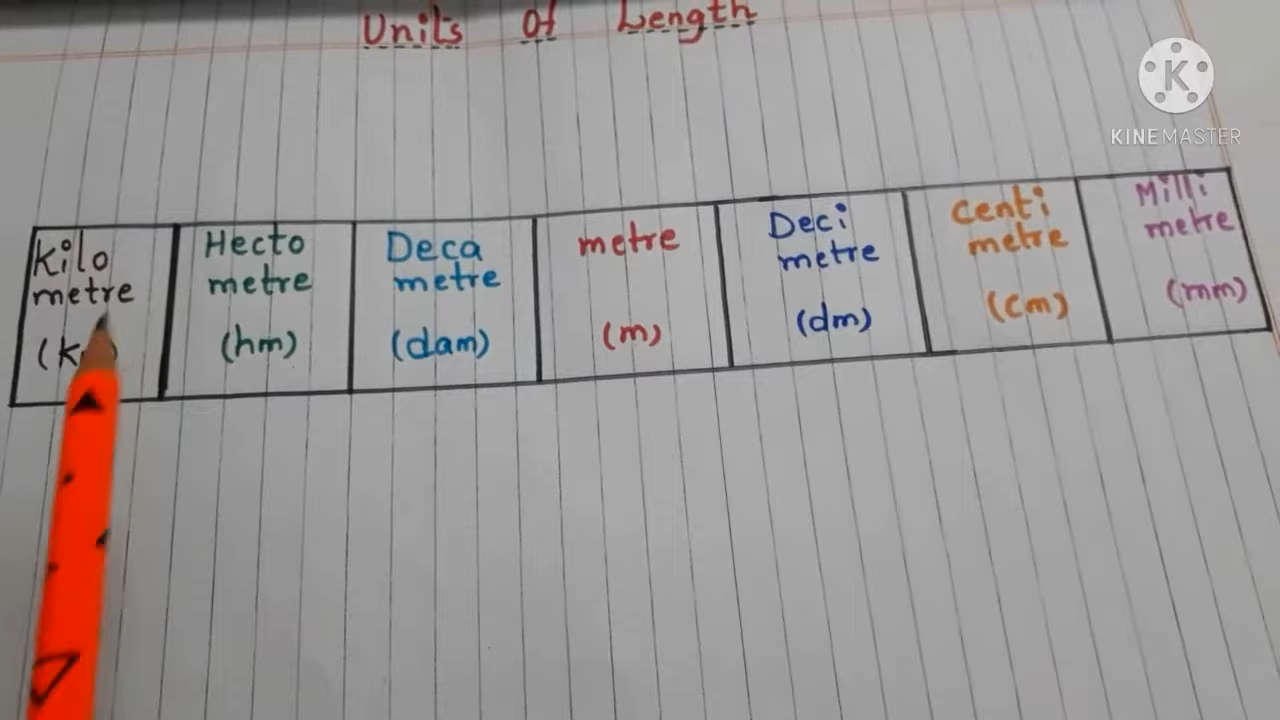 Units Of Length
KINEMASTER
Kilo
metre
Hecto
metre
(hm)
Deca
metre
(dam)
metre
(m)
Deci
metre
(dm)
Centi
metre
(cm)
Milli
metre
(mm)